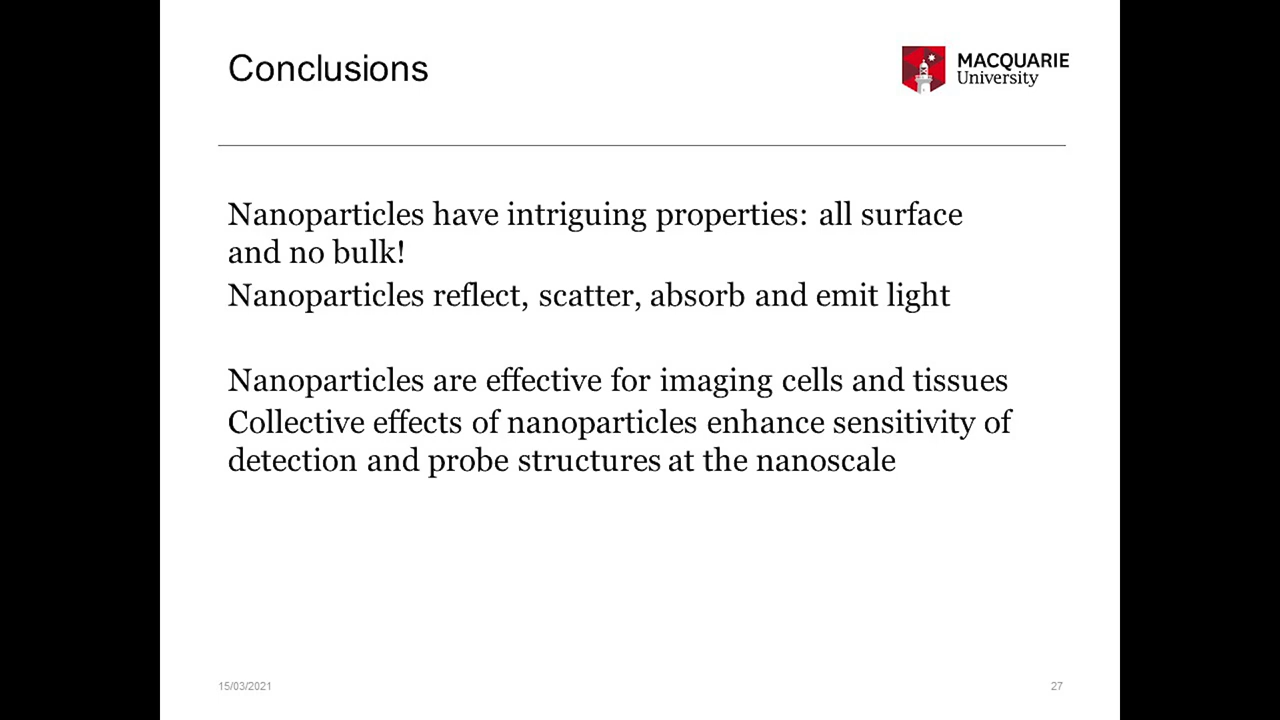 Conclusions
MACQUARIE
University
Nanoparticles have intriguing properties: all surface
and no bulk!
Nanoparticles reflect, scatter, absorb and emit light
Nanoparticles are effective for imaging cells and tissues
Collective effects of nanoparticles enhance sensitivity of
detection and probe structures at the nanoscale
15/03/2021
27